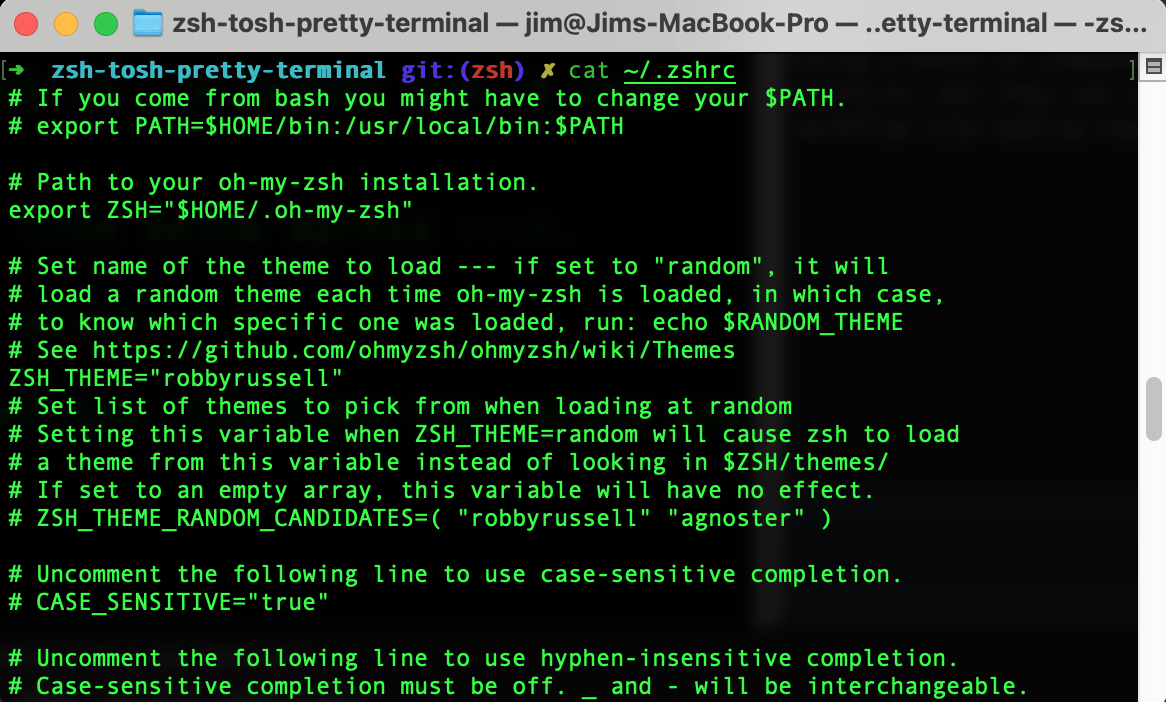 zsh-tosh-pretty-terminal — jim@Jims-MacBook-Pro — ..etty-terminal — -zs...
[➜  zsh-tosh-pretty-terminal git:(zsh) ✗ cat ~/.zshrc ]
# If you come from bash you might have to change your $PATH.
# export PATH=$HOME/bin:/usr/local/bin:$PATH

# Path to your oh-my-zsh installation.
export ZSH="$HOME/.oh-my-zsh"

# Set name of the theme to load --- if set to "random", it will
# load a random theme each time oh-my-zsh is loaded, in which case,
# to know which specific one was loaded, run: echo $RANDOM_THEME
# See https://github.com/ohmyzsh/ohmyzsh/wiki/Themes
ZSH_THEME="robbyrussell"
# Set list of themes to pick from when loading at random
# Setting this variable when ZSH_THEME=random will cause zsh to load
# a theme from this variable instead of looking in $ZSH/themes/
# If set to an empty array, this variable will have no effect.
# ZSH_THEME_RANDOM_CANDIDATES=( "robbyrussell" "agnoster" )

# Uncomment the following line to use case-sensitive completion.
# CASE_SENSITIVE="true"

# Uncomment the following line to use hyphen-insensitive completion.
# Case-sensitive completion must be off. _ and - will be interchangeable.